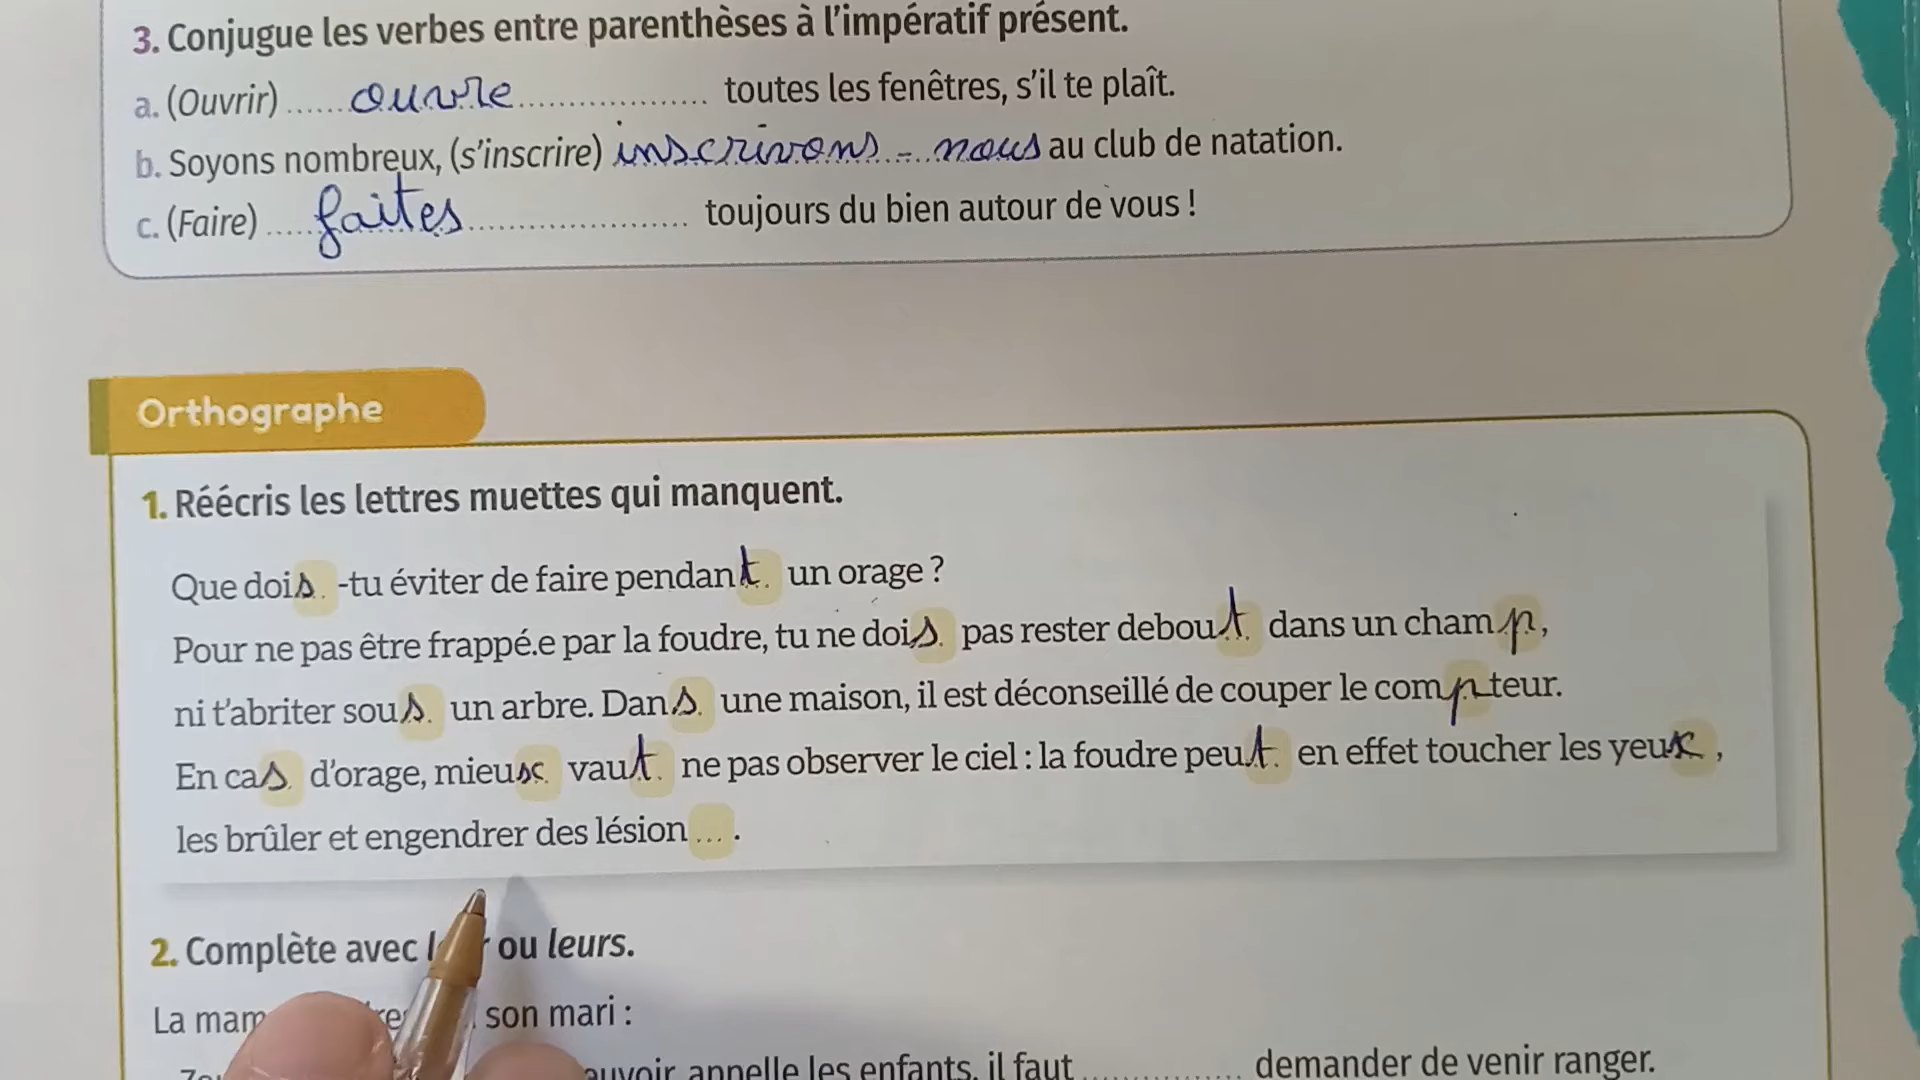 3. Conjugue les verbes entre parenthèses à l'impératif présent.
a. (Ouvrir) ......ouvre.................... toutes les fenêtres, s'il te plaît.
b. Soyons nombreux, (s'inscrire) inscrivons - nous au club de natation.
c. (Faire) .....faites....................... toujours du bien autour de vous !
Orthographe
1. Réécris les lettres muettes qui manquent.
Que dois -tu éviter de faire pendant un orage ?
Pour ne pas être frappé.e par la foudre, tu ne dois pas rester debout dans un champ,
ni t'abriter sous un arbre. Dans une maison, il est déconseillé de couper le compteur.
En cas d'orage, mieux vaut ne pas observer le ciel : la foudre peut en effet toucher les yeux ,
les brûler et engendrer des lésion ... .
2. Complète avec ou leurs.
La son mari :
appelle les enfants, il faut .............. demander de venir ranger.